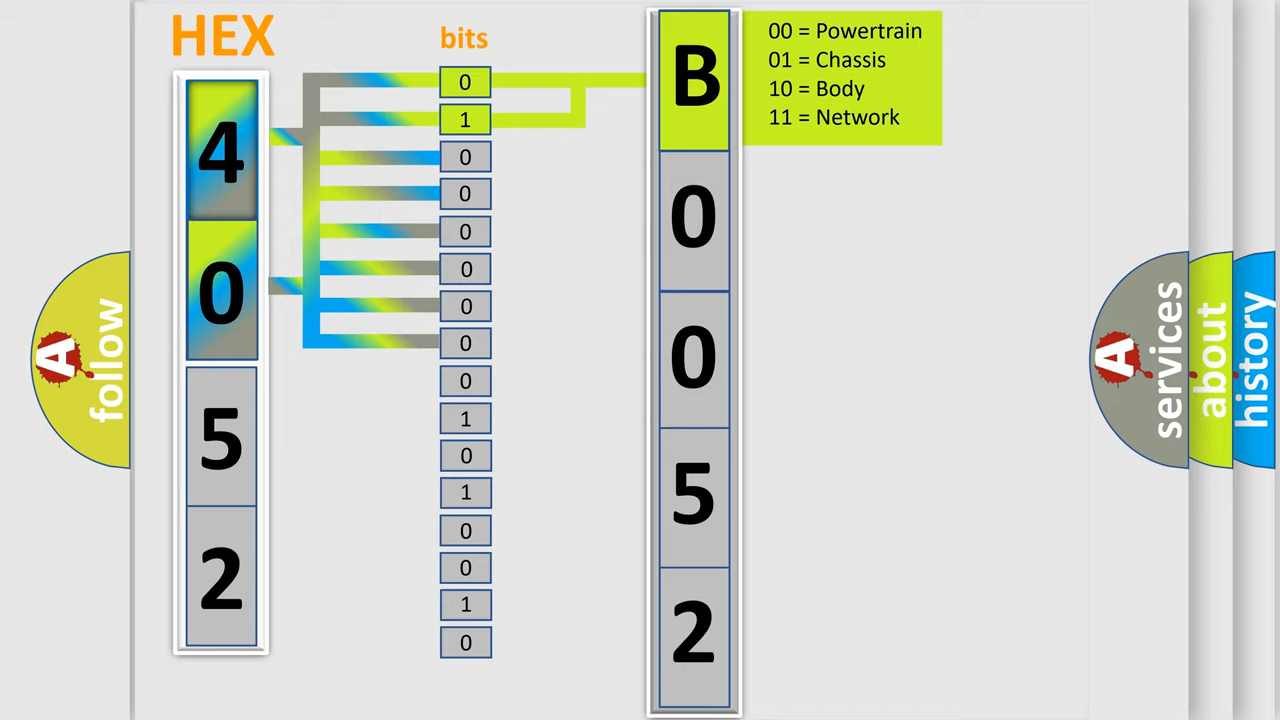 HEX
bits
4
0
5
2
0
1
0
0
0
0
0
0
0
1
0
1
0
0
1
0
B
0
0
5
2
00 = Powertrain
01 = Chassis
10 = Body
11 = Network
A
follow
A
services
about
history